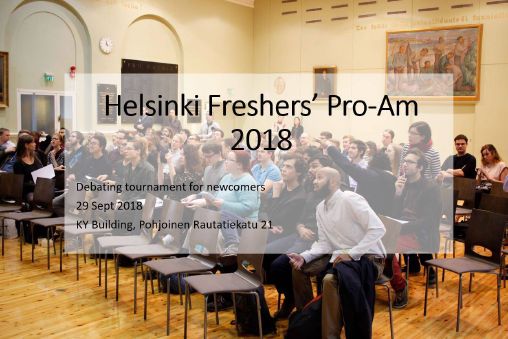 Helsinki Freshers’ Pro-Am
2018
Debating tournament for newcomers
29 Sept 2018
KY Building, Pohjoinen Rautatiekatu 21